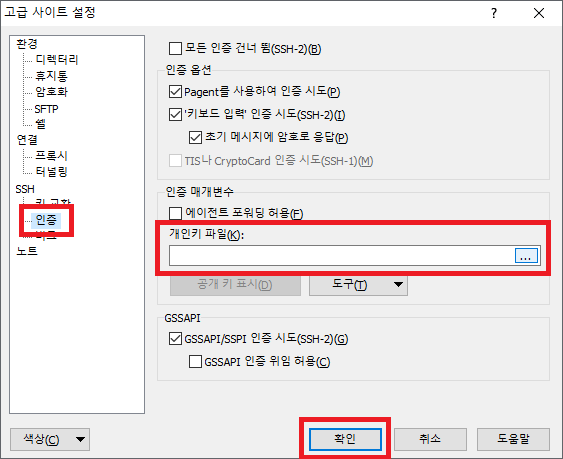 고급 사이트 설정
환경
디렉터리
휴지통
암호화
SFTP
쉘
연결
프록시
터널링
SSH
키 교환
인증
버그
노트
모든 인증 건너 뜀(SSH-2)(B)
인증 옵션
Pagent를 사용하여 인증 시도(P)
'키보드 입력' 인증 시도(SSH-2)(I)
초기 메시지에 암호로 응답(P)
TIS나 CryptoCard 인증 시도(SSH-1)(M)
인증 매개변수
에이전트 포워딩 허용(F)
개인키 파일(K):
...
공개 키 표시(D)
도구(T)
GSSAPI
GSSAPI/SSPI 인증 시도(SSH-2)(G)
GSSAPI 인증 위임 허용(C)
색상(C)
확인
취소
도움말